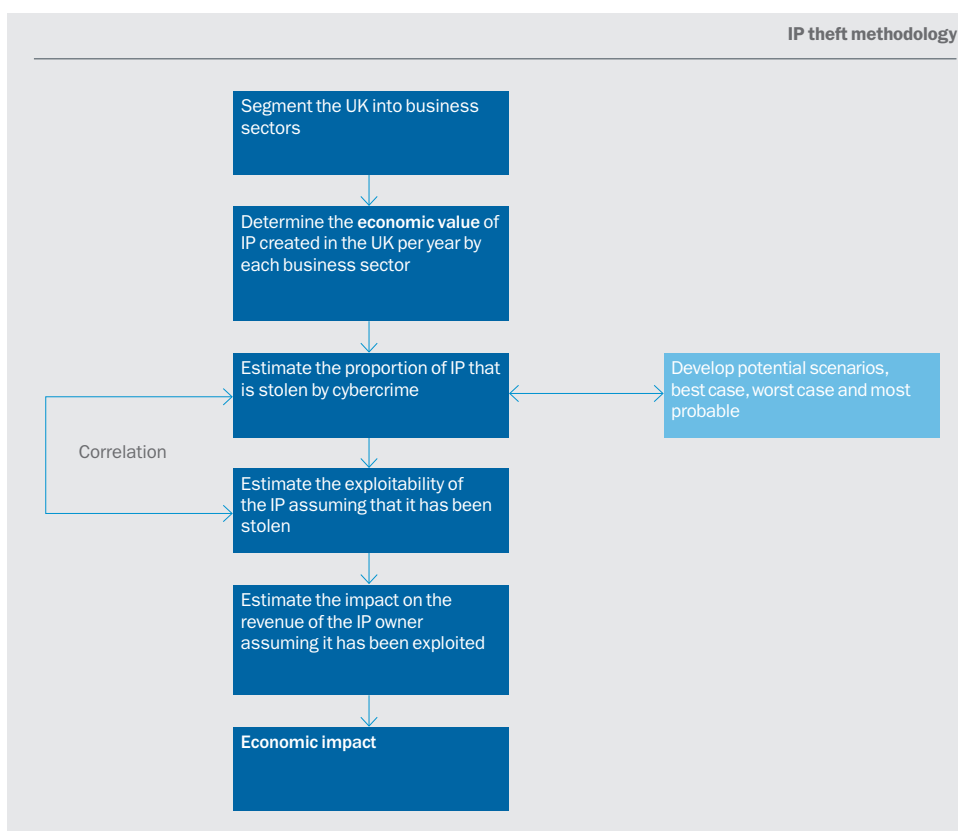 IP theft methodology
Segment the UK into business
sectors
Determine the economic value of
IP created in the UK per year by
each business sector
Estimate the proportion of IP that
is stolen by cybercrime
Develop potential scenarios,
best case, worst case and most
probable
Correlation
Estimate the exploitability of
the IP assuming that it has been
stolen
Estimate the impact on the
revenue of the IP owner
assuming it has been exploited
Economic impact